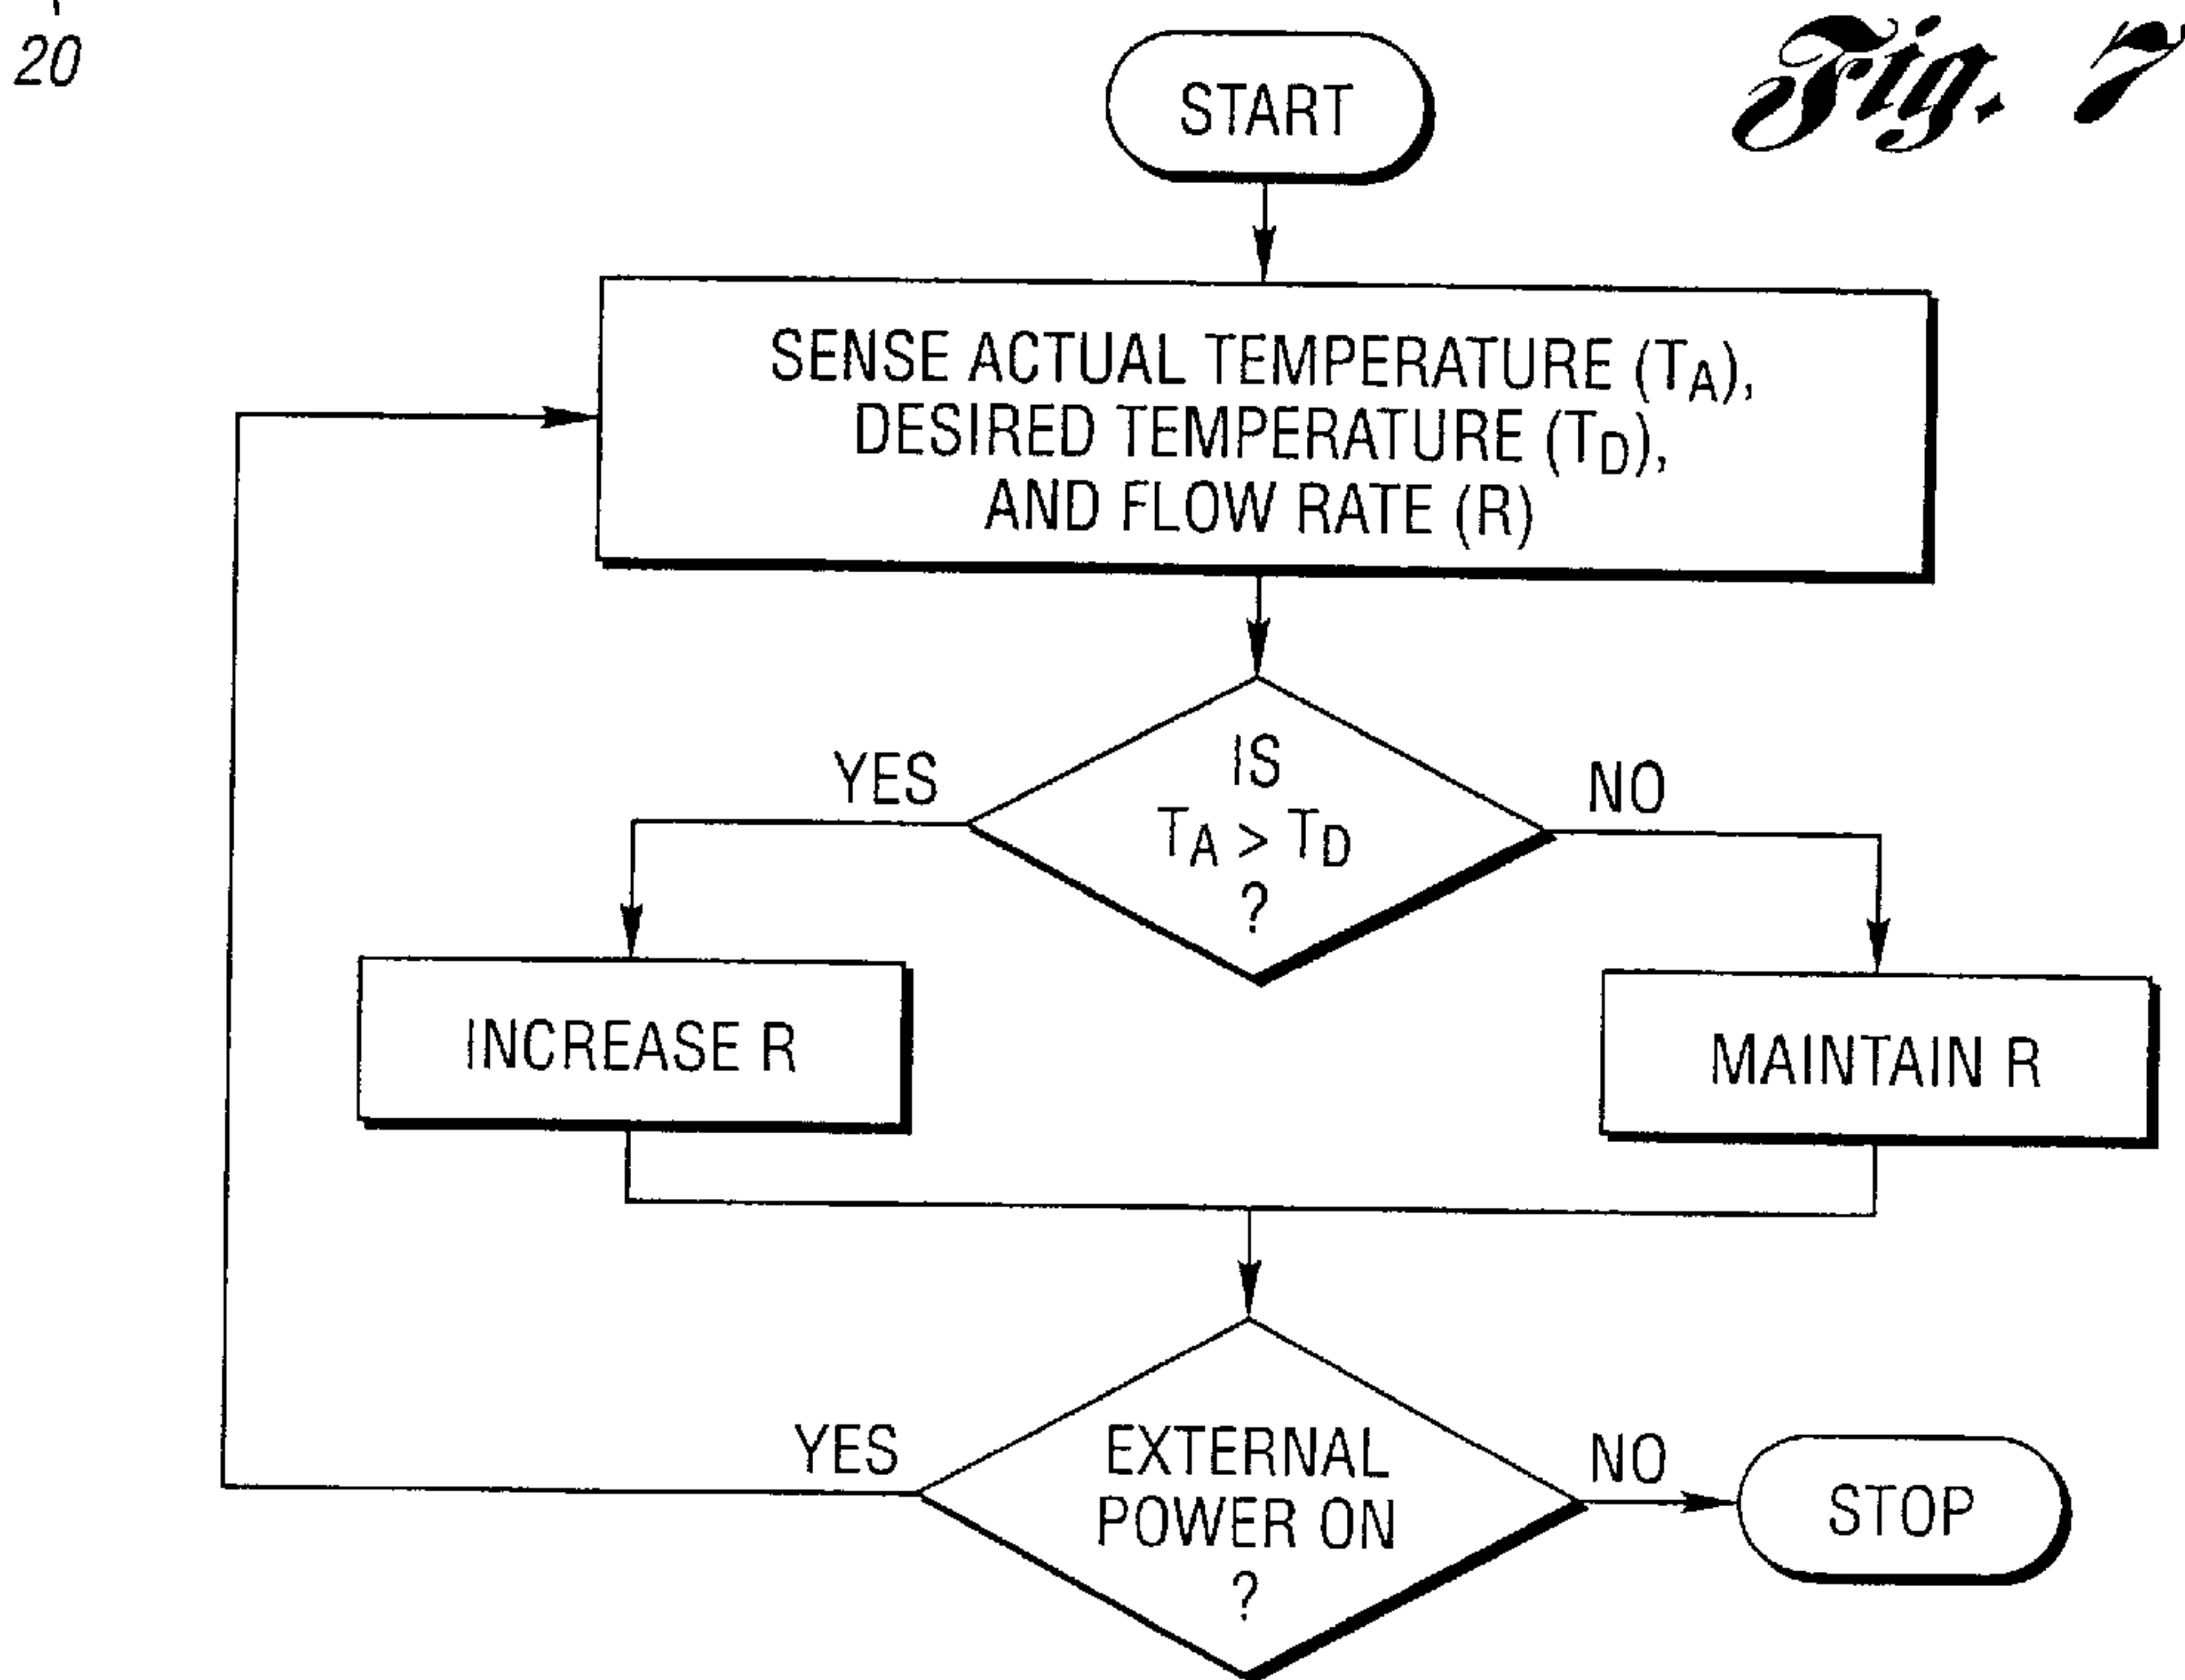 20
Fig. 7
START
SENSE ACTUAL TEMPERATURE (TA),
DESIRED TEMPERATURE (TD),
AND FLOW RATE (R)
IS
TA > TD
?
YES
NO
INCREASE R
MAINTAIN R
EXTERNAL
POWER ON
?
YES
NO
STOP